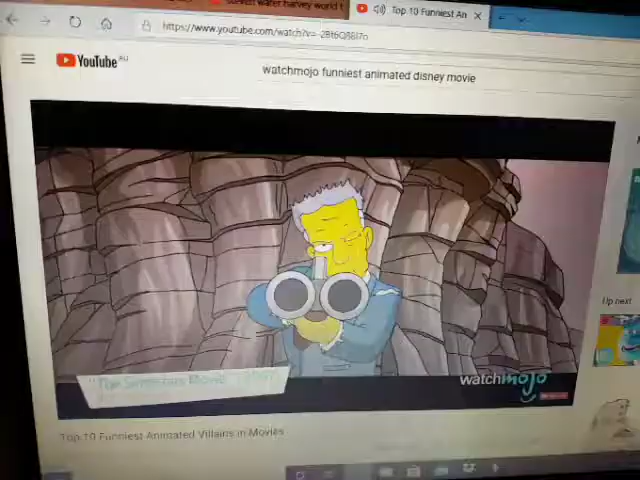 Top 10 Funniest An
https://www.youtube.com/watch?v=
YouTube
watchmojo funniest animated disney movie
Up next
"The Simpsons Movie"
watchmojo
Top 10 Funniest Animated Villains in Movies